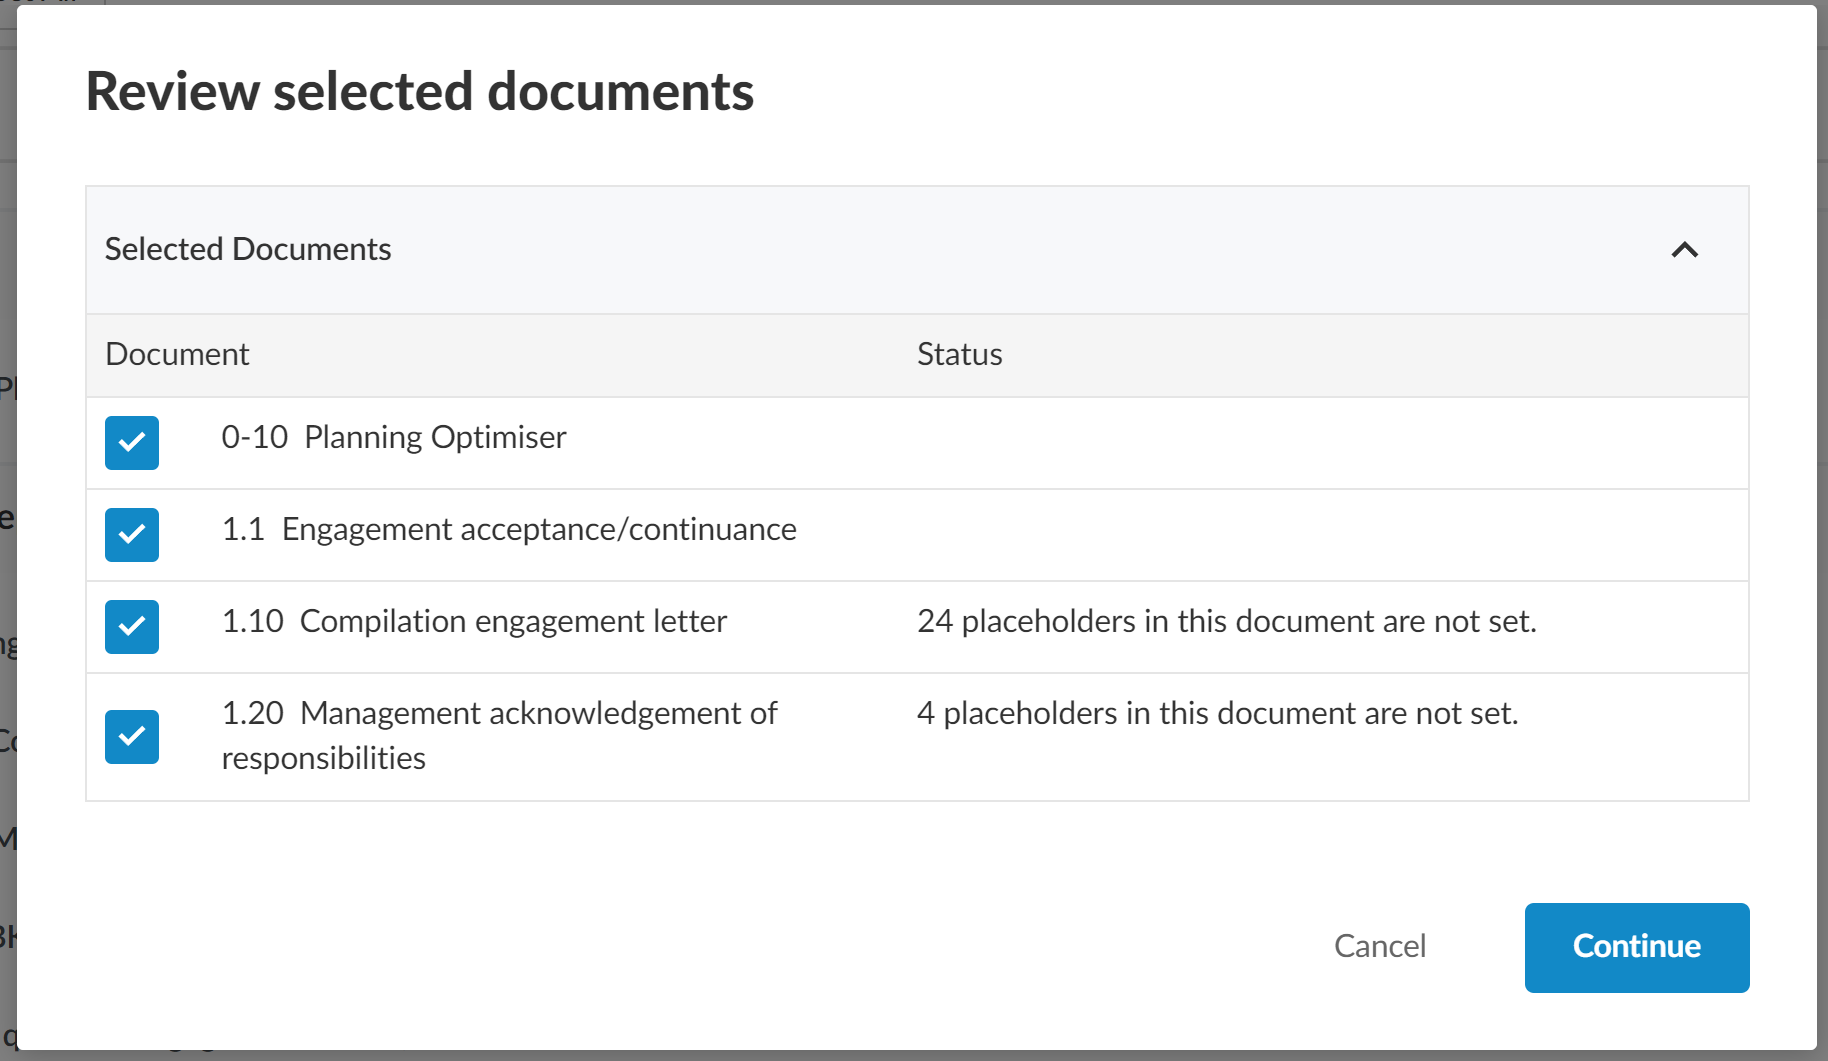 Review selected documents
Selected Documents
Document Status
0-10 Planning Optimiser
1.1 Engagement acceptance/continuance
1.10 Compilation engagement letter 24 placeholders in this document are not set.
1.20 Management acknowledgement of 4 placeholders in this document are not set.
responsibilities
Cancel Continue